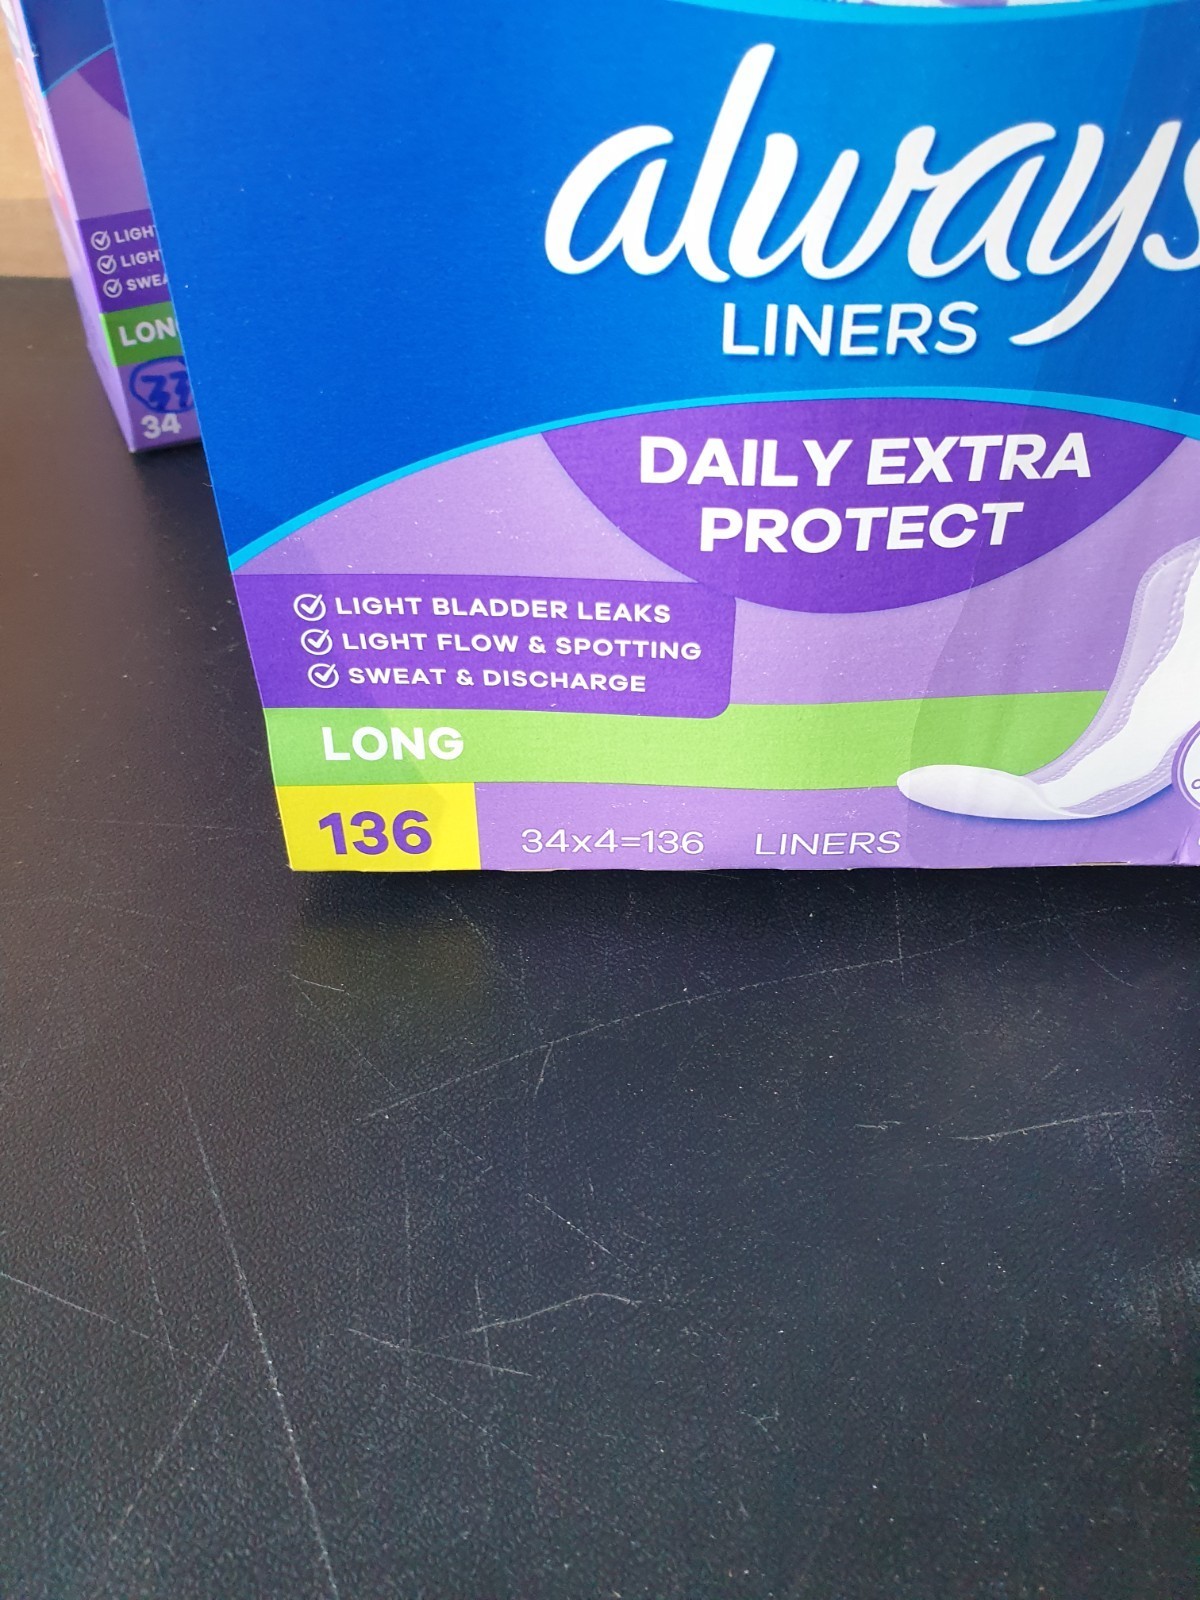 always
LINERS
DAILY EXTRA
PROTECT
LIGHT BLADDER LEAKS
LIGHT FLOW & SPOTTING
SWEAT & DISCHARGE
LONG
136
34x4=136 LINERS
33
34